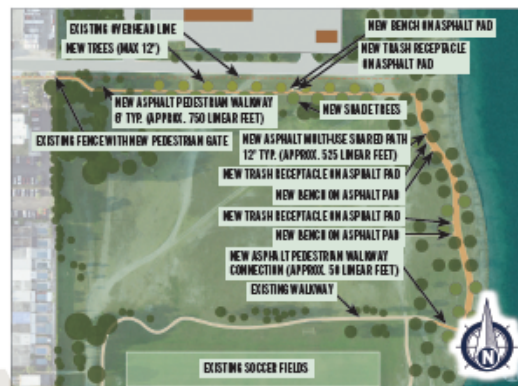 EXISTING OVERHEAD LINE
NEW TREES (MAX 12')
NEW BENCH ON ASPHALT PAD
NEW TRASH RECEPTACLE
ON ASPHALT PAD
NEW ASPHALT PEDESTRIAN WALKWAY
6' TYP. (APPROX. 750 LINEAR FEET)
NEW SHADE TREES
EXISTING FENCE WITH NEW PEDESTRIAN GATE
NEW ASPHALT MULTI-USE SHARED PATH
12' TYP. (APPROX. 525 LINEAR FEET)
NEW TRASH RECEPTACLE ON ASPHALT PAD
NEW BENCH ON ASPHALT PAD
NEW TRASH RECEPTACLE ON ASPHALT PAD
NEW BENCH ON ASPHALT PAD
NEW ASPHALT PEDESTRIAN WALKWAY
CONNECTION (APPROX. 50 LINEAR FEET)
EXISTING WALKWAY
EXISTING SOCCER FIELDS
N